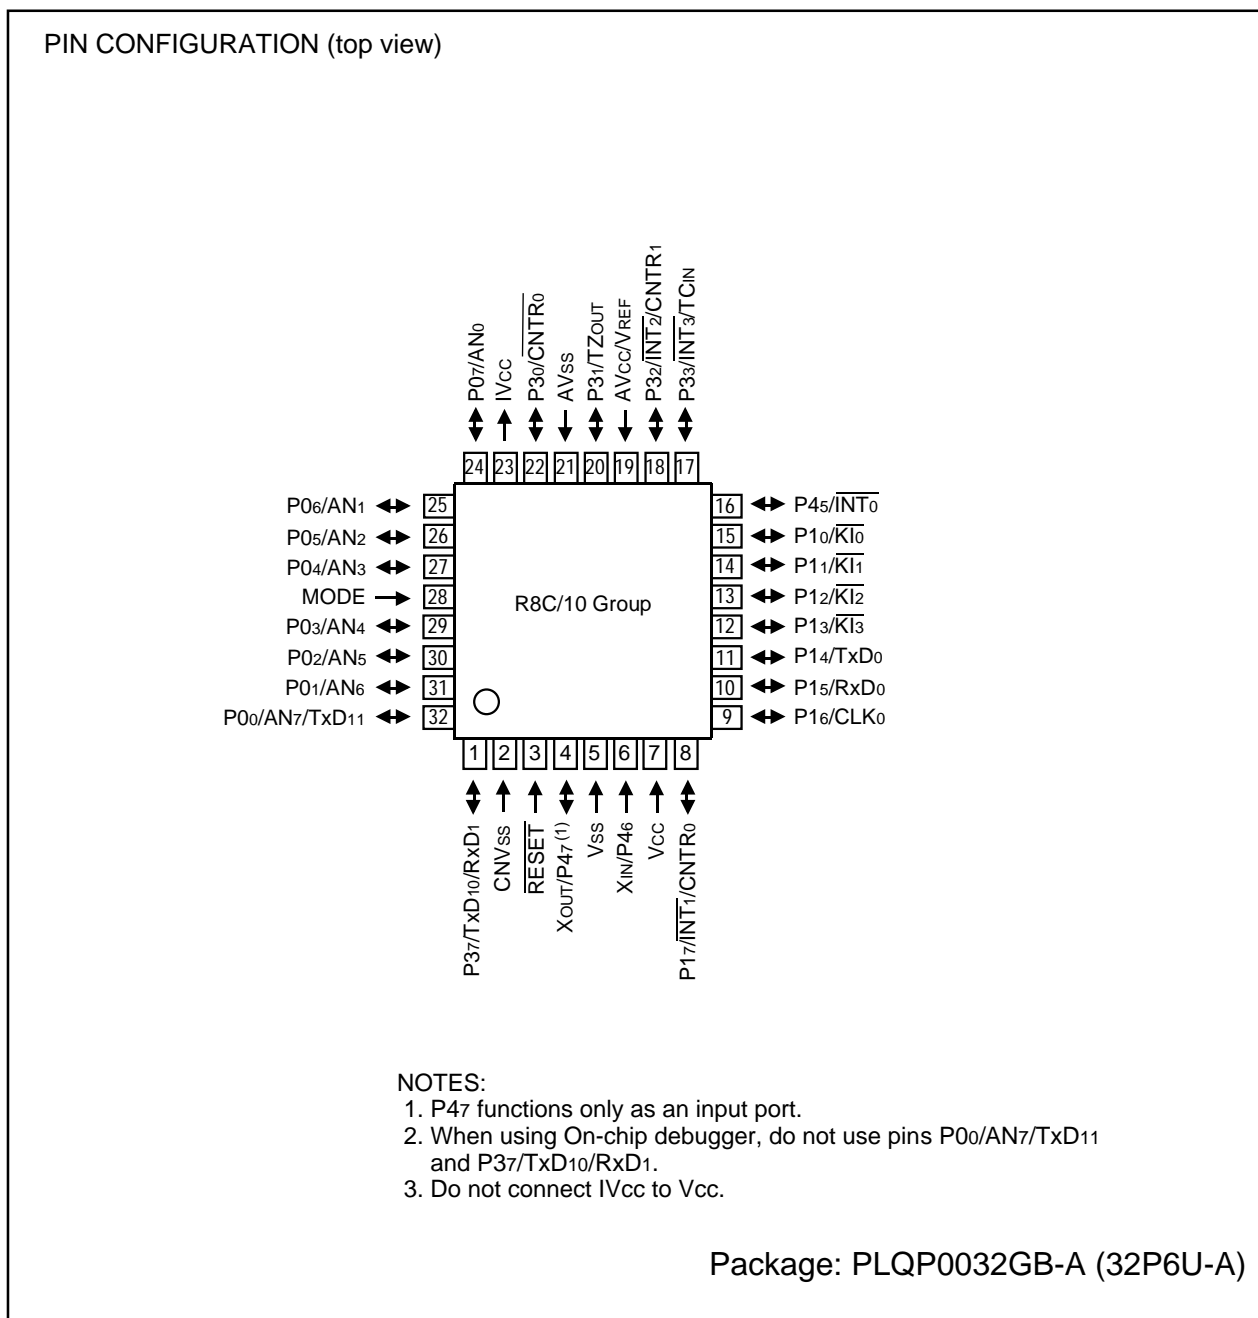 PIN CONFIGURATION (top view)
P07/AN0
IVcc
P30/CNTR0
AVss
P31/TZOUT
AVcc/VREF
P32/INT2/CNTR1
P33/INT3/TCIN
24 23 22 21 20 19 18 17
P06/AN1 25
P05/AN2 26
P04/AN3 27
MODE 28
P03/AN4 29
P02/AN5 30
P01/AN6 31
P00/AN7/TxD11 32
R8C/10 Group
16 P45/INT0
15 P10/KI0
14 P11/KI1
13 P12/KI2
12 P13/KI3
11 P14/TxD0
10 P15/RxD0
9 P16/CLK0
1 2 3 4 5 6 7 8
P37/TxD10/RxD1
CNVss
RESET
XOUT/P47 (1)
Vss
XIN/P46
Vcc
P17/INT1/CNTR0
NOTES:
1. P47 functions only as an input port.
2. When using On-chip debugger, do not use pins P00/AN7/TxD11
and P37/TxD10/RxD1.
3. Do not connect IVcc to Vcc.
Package: PLQP0032GB-A (32P6U-A)